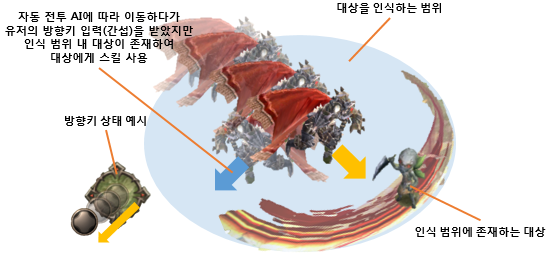 자동 전투 AI에 따라 이동하다가
유저의 방향키 입력(간섭)을 받았지만
인식 범위 내 대상이 존재하여
대상에게 스킬 사용
대상을 인식하는 범위
방향키 상태 예시
인식 범위에 존재하는 대상